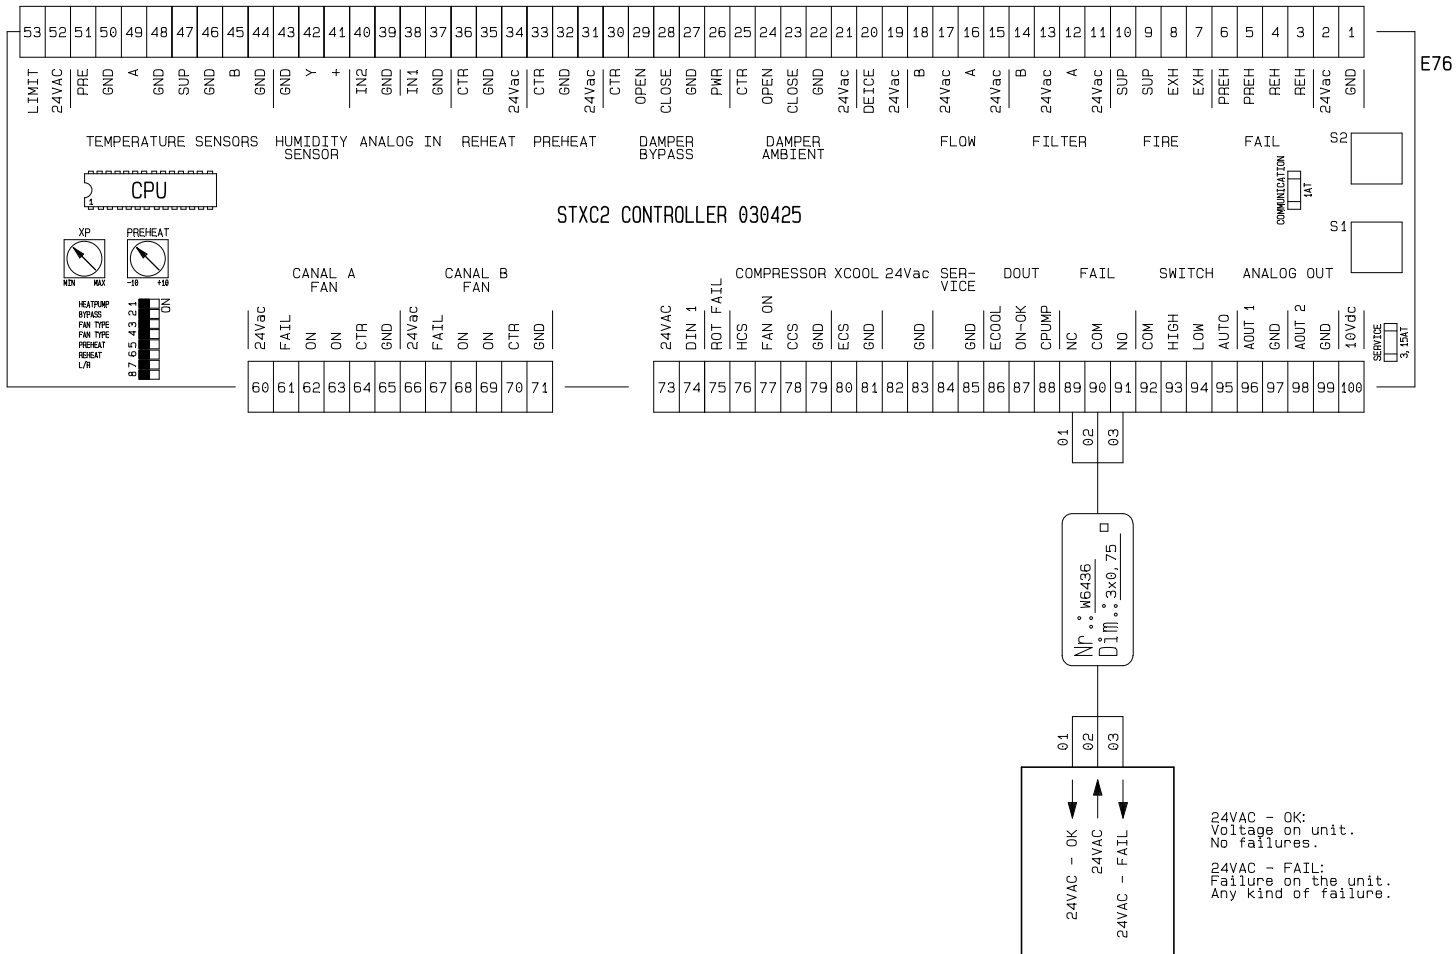 53 52 51 50 49 48 47 46 45 44 43 42 41 40 39 38 37 36 35 34 33 32 31 30 29 28 27 26 25 24 23 22 21 20 19 18 17 16 15 14 13 12 11 10 9 8 7 6 5 4 3 2 1
E76
LIMIT 24VAC PRE GND A GND SUP GND B GND GND Y + IN2 GND IN1 GND CTR GND 24Vac CTR GND 24Vac CTR OPEN CLOSE GND PWR CTR OPEN CLOSE GND 24Vac DEICE 24Vac B 24Vac A 24Vac B 24Vac A 24Vac SUP SUP EXH EXH PREH PREH REH REH 24Vac GND
TEMPERATURE SENSORS HUMIDITY ANALOG IN REHEAT PREHEAT DAMPER DAMPER FLOW FILTER FIRE FAIL
SENSOR BYPASS AMBIENT
S2
COMMUNICATION
1AT
CPU
1
STXC2 CONTROLLER 030425
S1
XP PREHEAT
MIN MAX -10 +10
CANAL A CANAL B COMPRESSOR XCOOL 24Vac SER- DOUT FAIL SWITCH ANALOG OUT
FAN FAN VICE
HEATPUMP 1
BYPASS 2
FAN TYPE 3
FAN TYPE 4
PREHEAT 5
REHEAT 6
L/R 7
8
ON
24Vac FAIL ON ON CTR GND 24Vac FAIL ON ON CTR GND 24VAC DIN 1 ROT FAIL HCS FAN ON CCS GND ECS GND GND GND ECOOL ON-OK CPUMP NC COM NO COM HIGH LOW AUTO AOUT 1 GND AOUT 2 GND 10Vdc
SERVICE
3,15AT
60 61 62 63 64 65 66 67 68 69 70 71 73 74 75 76 77 78 79 80 81 82 83 84 85 86 87 88 89 90 91 92 93 94 95 96 97 98 99 100
01 02 03
Nr.: W6436
Dim.: 3x0,75
01 02 03
24VAC - OK
24VAC
24VAC - FAIL
24VAC - OK:
Voltage on unit.
No failures.
24VAC - FAIL:
Failure on the unit.
Any kind of failure.